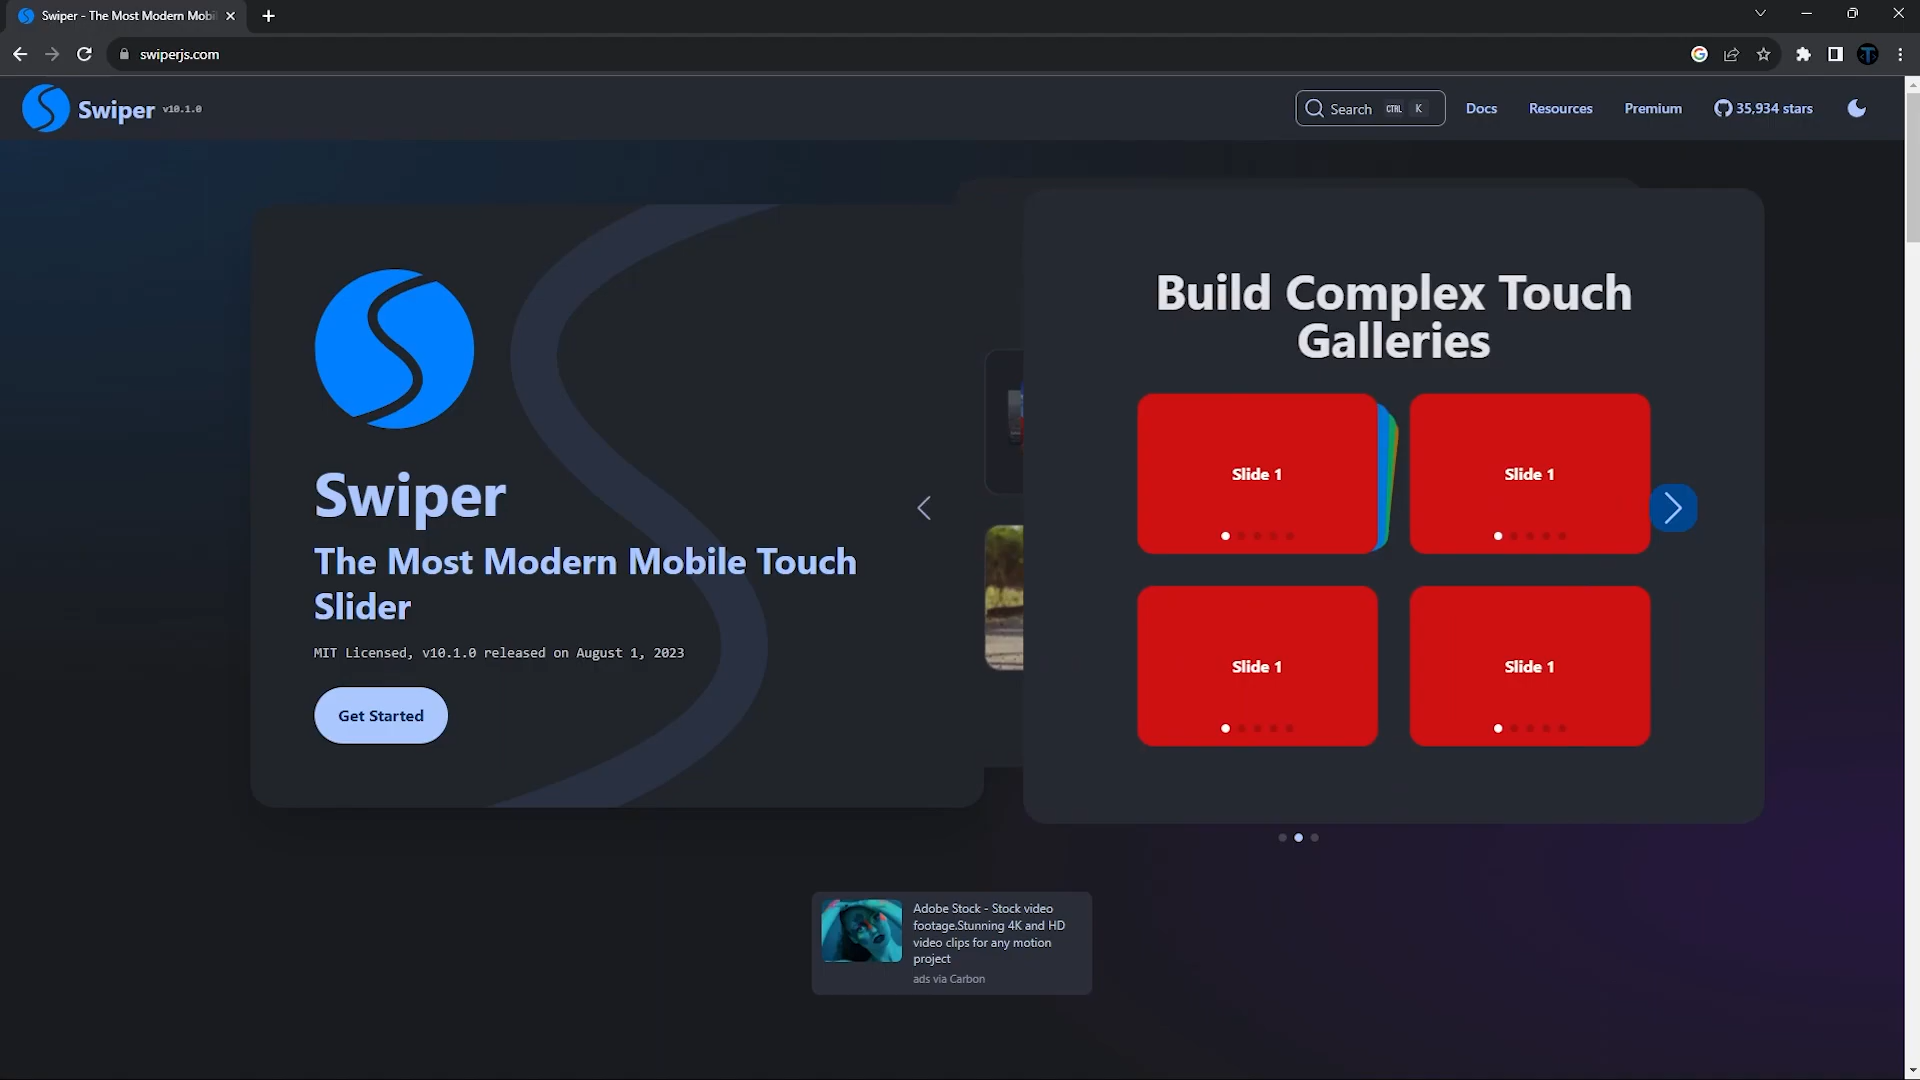 Swiper - The Most Modern Mobil
swiperjs.com
Swiper v10.1.0
Search CTRL K
Docs
Resources
Premium
35,934 stars
Swiper
The Most Modern Mobile Touch
Slider
MIT Licensed, v10.1.0 released on August 1, 2023
Get Started
Build Complex Touch
Galleries
Slide 1
Slide 1
Slide 1
Slide 1
Adobe Stock - Stock video
footage.Stunning 4K and HD
video clips for any motion
project
ads via Carbon